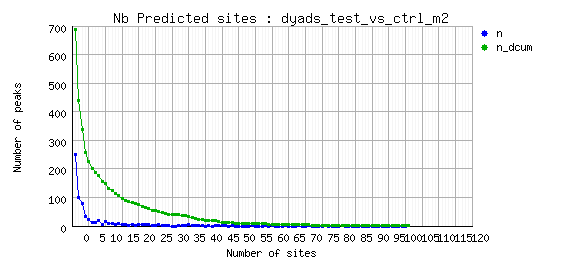 Nb Predicted sites : dyads_test_vs_ctrl_m2
n
n_dcum
700
600
500
400
300
200
100
0
Number of peaks
0 5 10 15 20 25 30 35 40 45 50 55 60 65 70 75 80 85 90 95 100 105 110 115 120
Number of sites